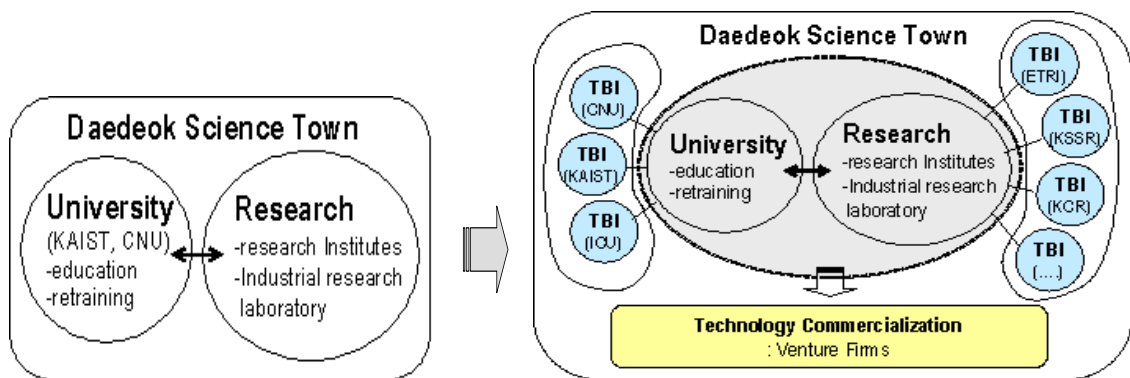 Daedeok Science Town
University
(KAIST, CNU)
-education
-retraining
Research
-research Institutes
-Industrial research
laboratory
Daedeok Science Town
TBI
(CNU)
TBI
(KAIST)
TBI
(ICU)
University
-education
-retraining
Research
-research Institutes
-Industrial research
laboratory
TBI
(ETRI)
TBI
(KSSR)
TBI
(KCR)
TBI
(....)
Technology Commercialization
: Venture Firms